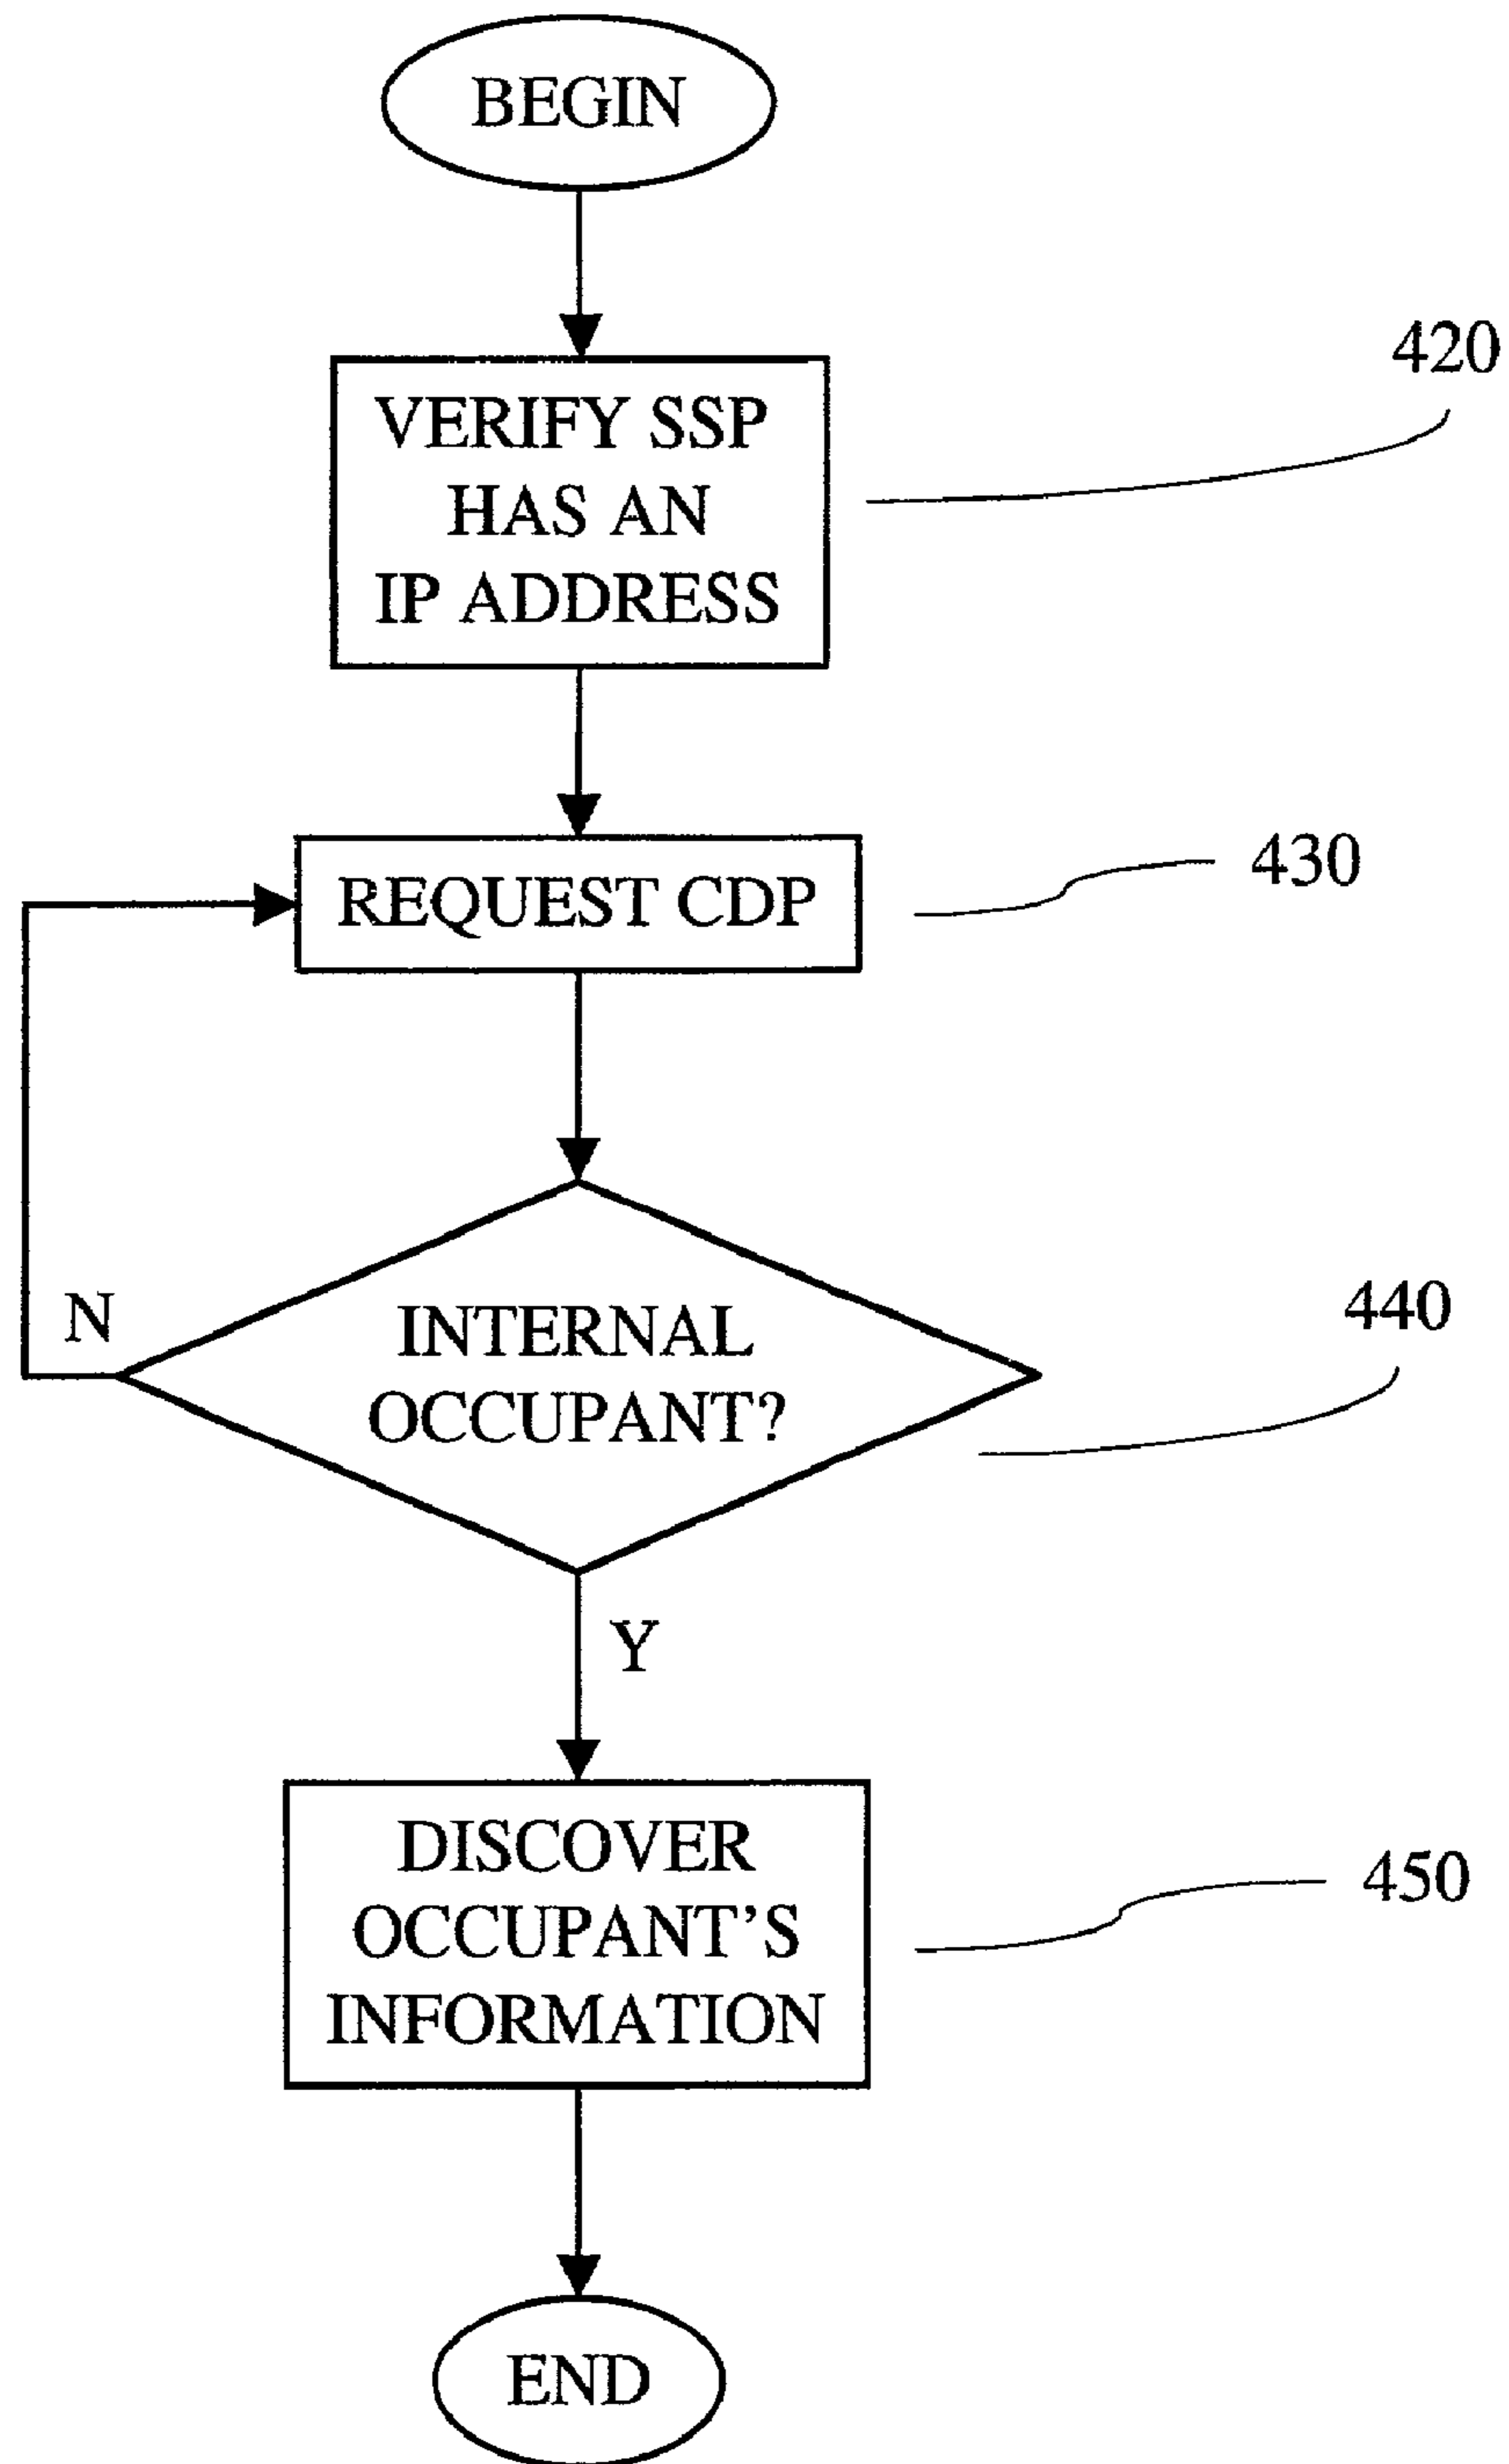 BEGIN
VERIFY SSP
HAS AN
IP ADDRESS
420
REQUEST CDP
430
N
INTERNAL
OCCUPANT?
440
Y
DISCOVER
OCCUPANT'S
INFORMATION
450
END